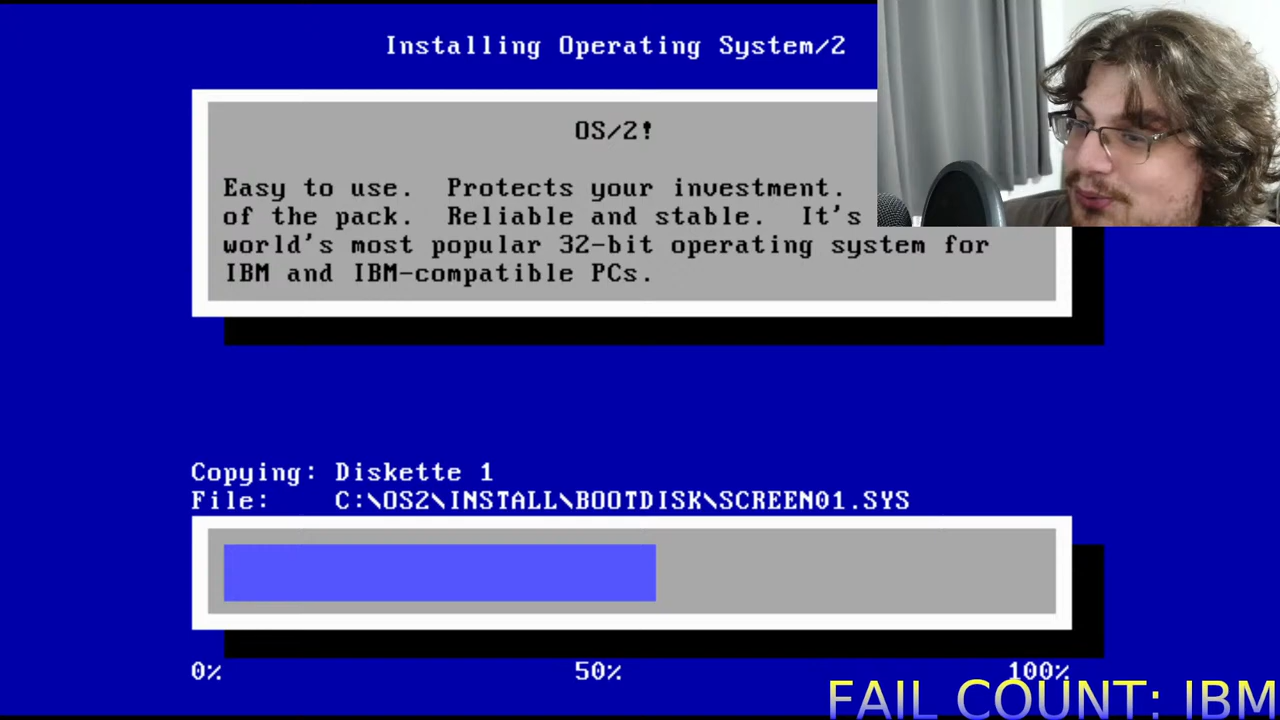 Installing Operating System/2
OS/2!
Easy to use.  Protects your investment.
of the pack.  Reliable and stable.  It's
world's most popular 32-bit operating system for
IBM and IBM-compatible PCs.
Copying: Diskette 1
File:    C:\OS2\INSTALL\BOOTDISK\SCREEN01.SYS
0%    50%    100%
FAIL COUNT: IBM